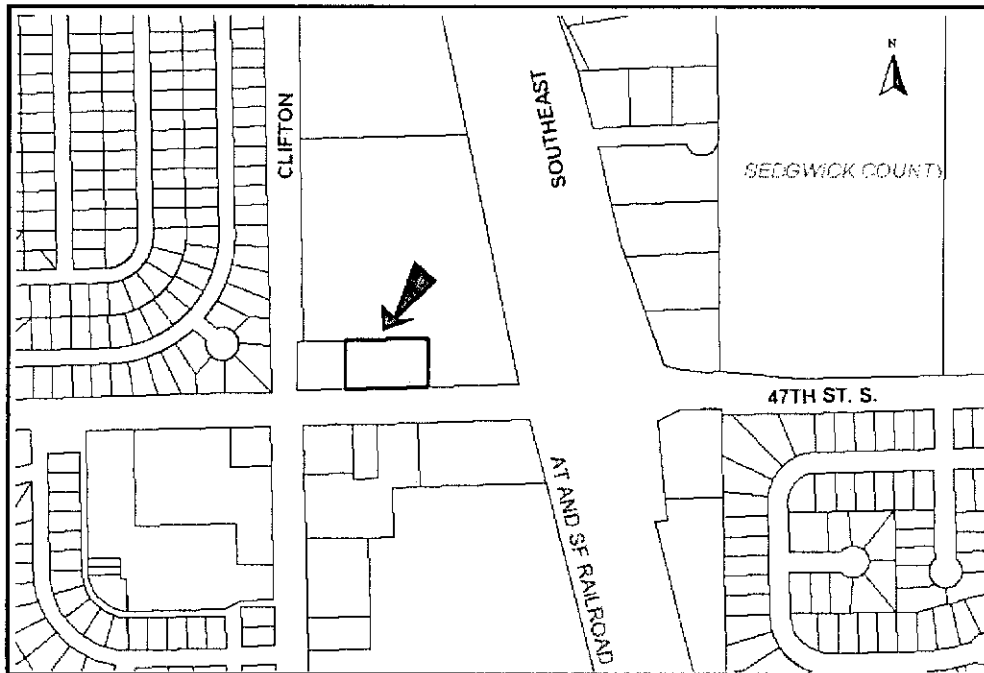 N
SEDGWICK COUNTY
CLIFTON
SOUTHEAST
47TH ST. S.
AT AND SF RAILROAD